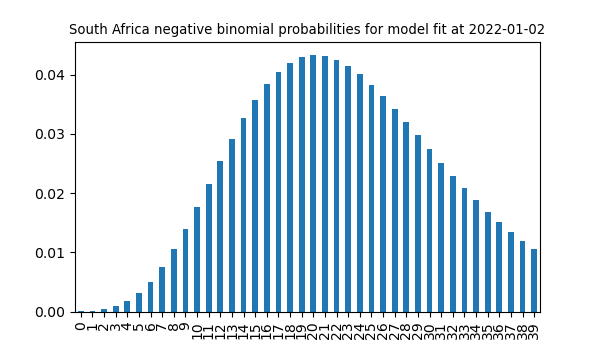 South Africa negative binomial probabilities for model fit at 2022-01-02
0.04
0.03
0.02
0.01
0.00
0 1 2 3 4 5 6 7 8 9 10 11 12 13 14 15 16 17 18 19 20 21 22 23 24 25 26 27 28 29 30 31 32 33 34 35 36 37 38 39